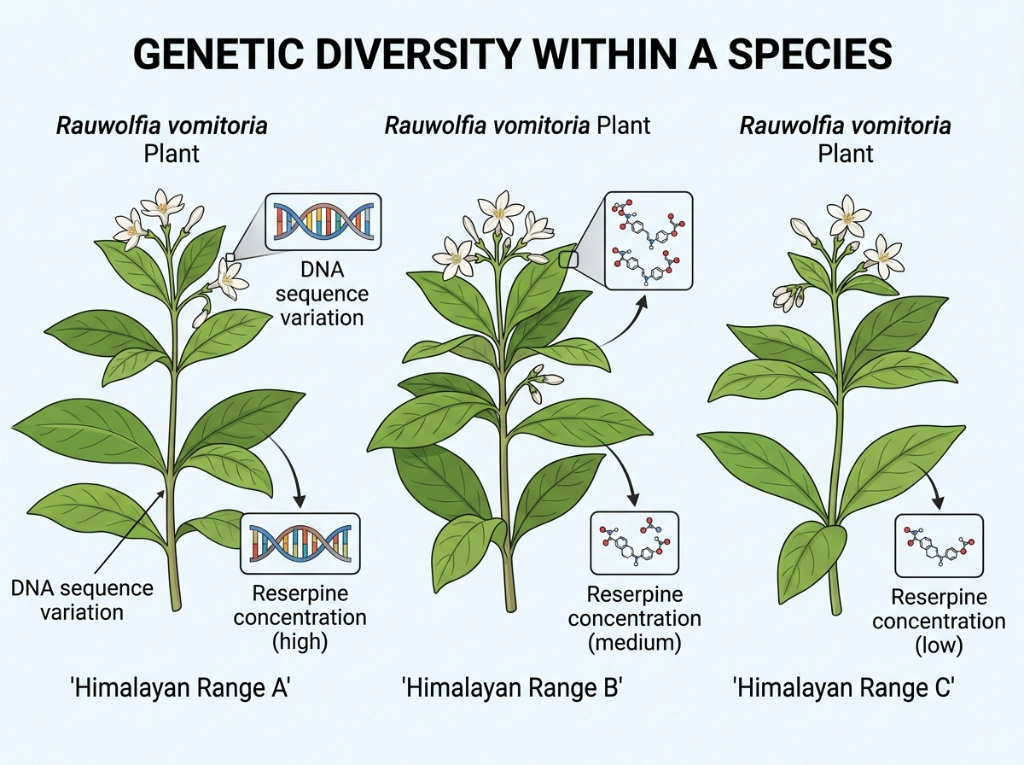 GENETIC DIVERSITY WITHIN A SPECIES
Rauwolfia vomitoria
Plant
DNA
sequence
variation
DNA sequence
variation
Reserpine
concentration
(high)
'Himalayan Range A'
Rauwolfia vomitoria Plant
Reserpine
concentration
(medium)
'Himalayan Range B'
Rauwolfia vomitoria
Plant
Reserpine
concentration
(low)
'Himalayan Range C'